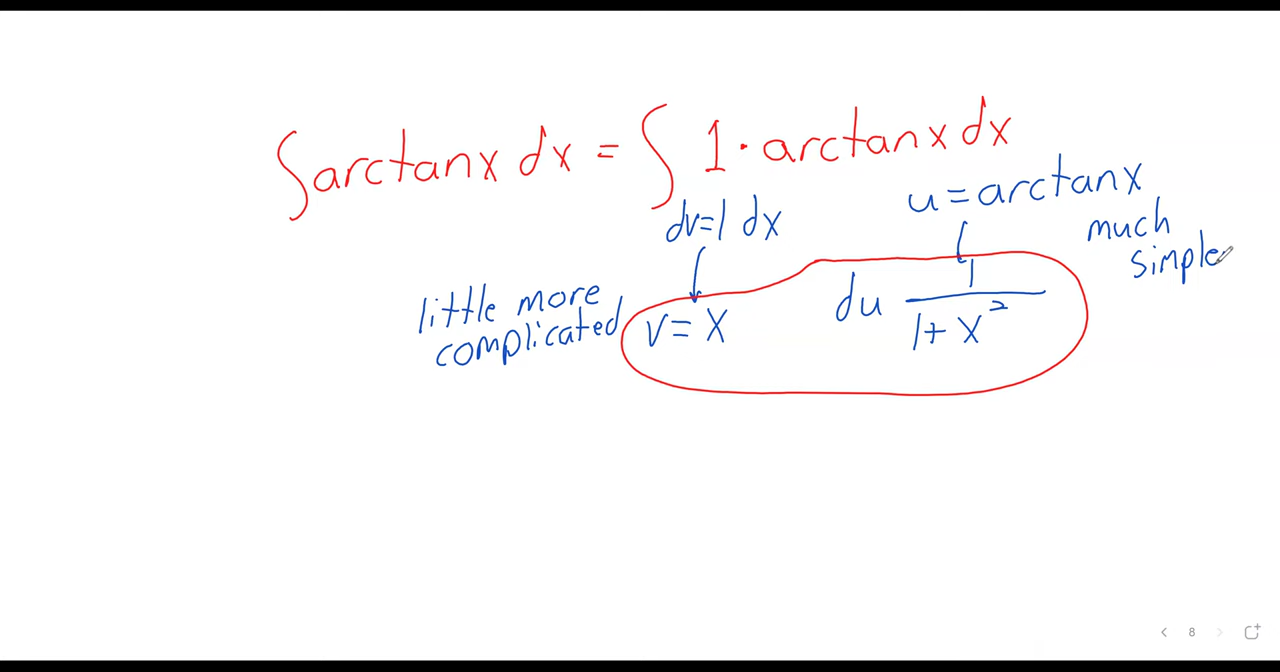 ∫arctanx dx = ∫ 1 · arctanx dx
dv=1 dx
u=arctanx
much
simple
little more
complicated
v = x
du 1/(1+x²)
8